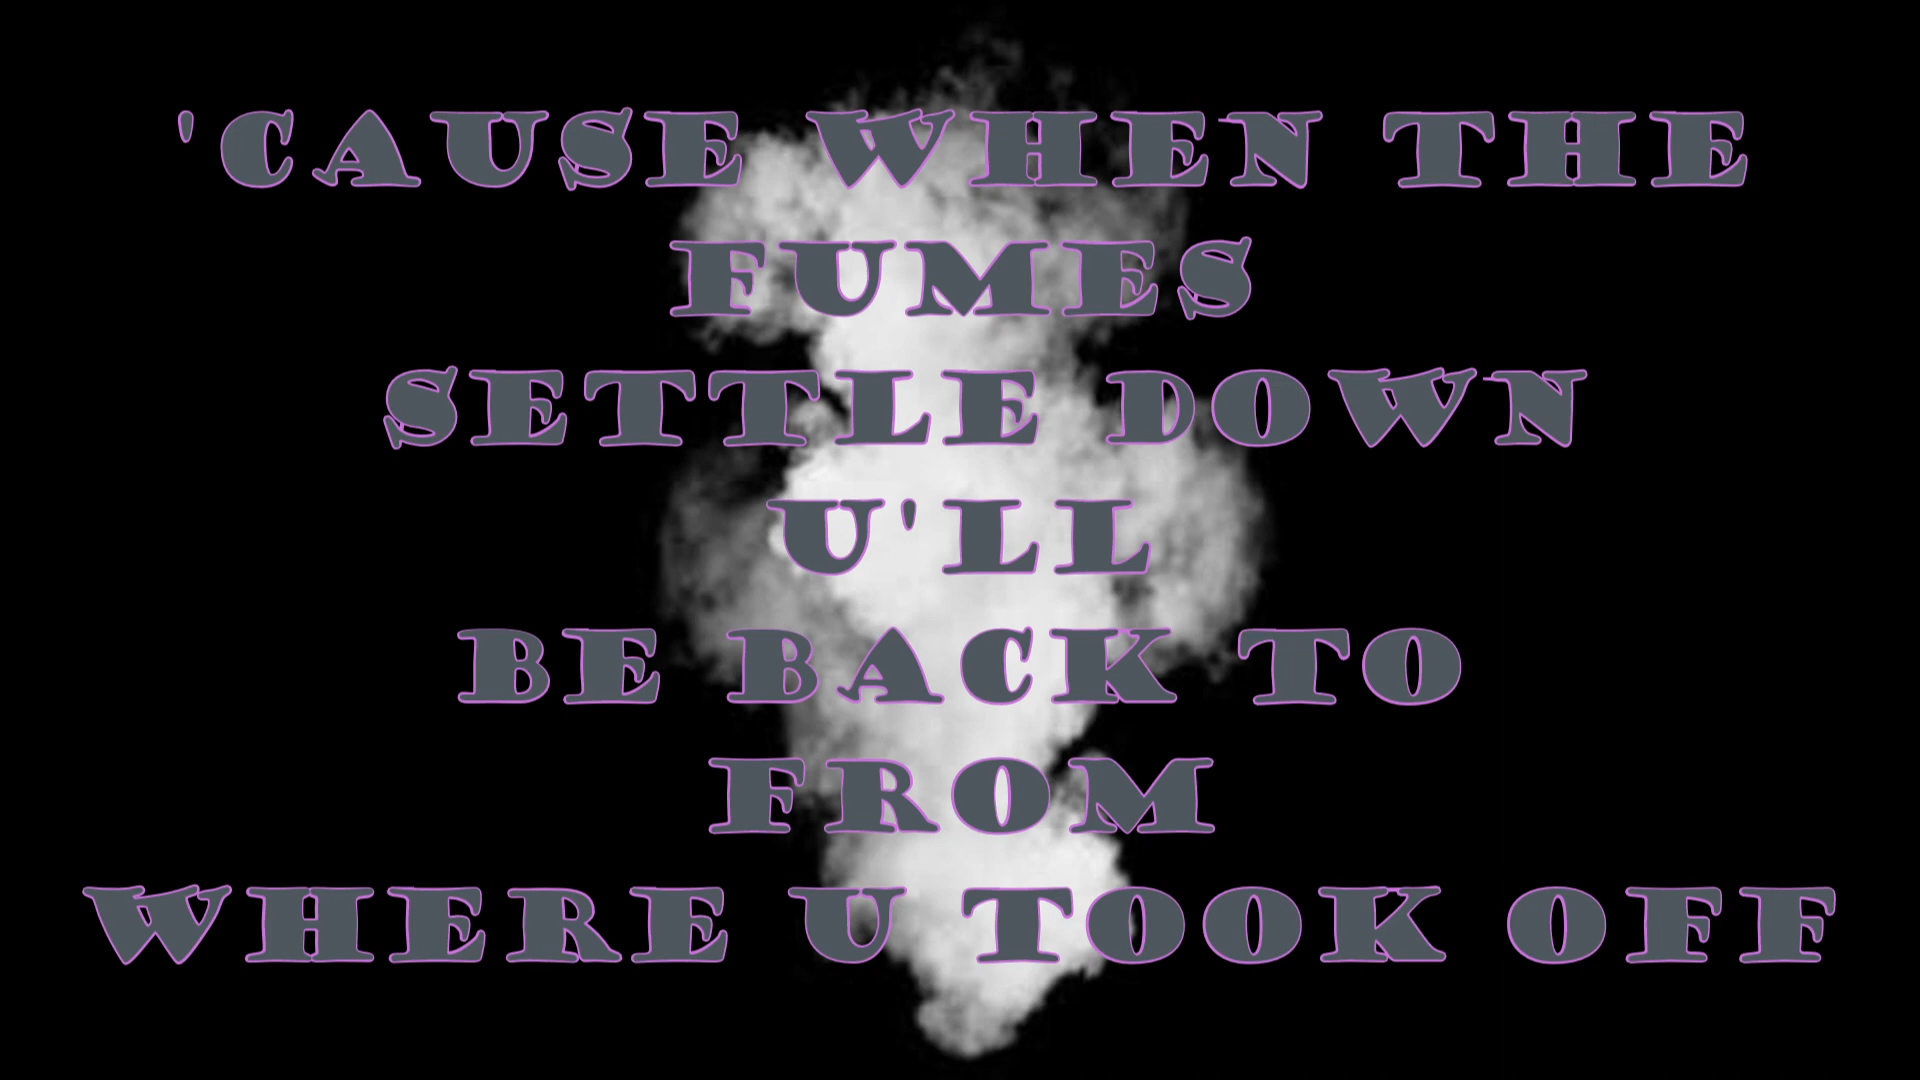 'CAUSE WHEN THE
FUMES
SETTLE DOWN
U'LL
BE BACK TO
FROM
WHERE U TOOK OFF